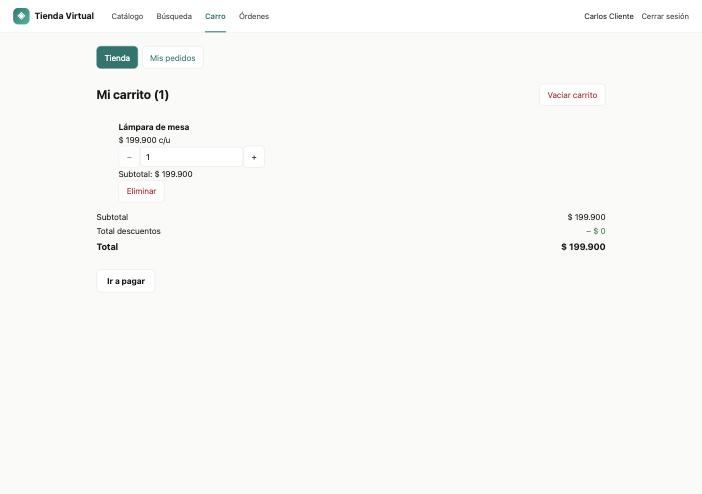 Tienda Virtual Catálogo Búsqueda Carro Órdenes Carlos Cliente Cerrar sesión
Tienda Mis pedidos
Mi carrito (1) Vaciar carrito
Lámpara de mesa
$ 199.900 c/u
− 1 +
Subtotal: $ 199.900
Eliminar
Subtotal $ 199.900
Total descuentos − $ 0
Total $ 199.900
Ir a pagar